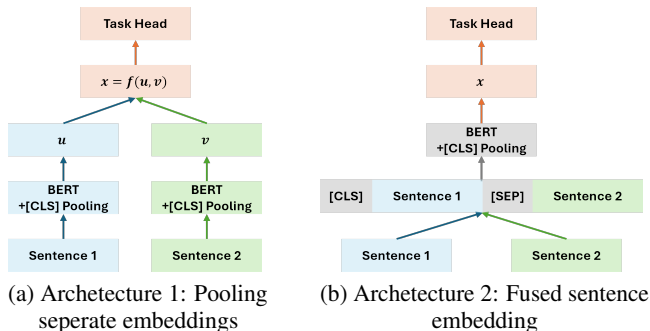 Task Head
x = f(u, v)
u
v
BERT
+[CLS] Pooling
BERT
+[CLS] Pooling
Sentence 1
Sentence 2
(a) Archetecture 1: Pooling
seperate embeddings
Task Head
x
BERT
+[CLS] Pooling
[CLS]
Sentence 1
[SEP]
Sentence 2
Sentence 1
Sentence 2
(b) Archetecture 2: Fused sentence
embedding